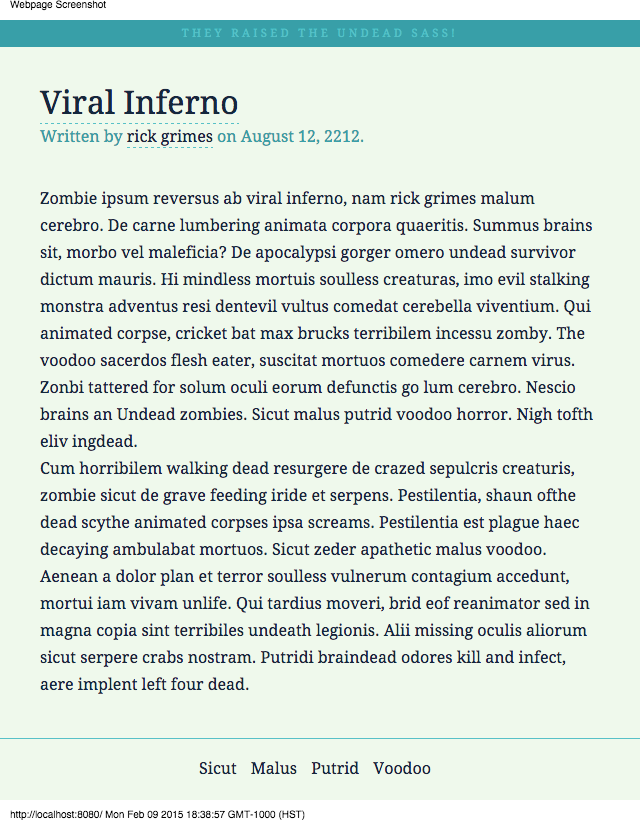 Webpage Screenshot
THEY RAISED THE UNDEAD SASS!
Viral Inferno
Written by rick grimes on August 12, 2212.
Zombie ipsum reversus ab viral inferno, nam rick grimes malum
cerebro. De carne lumbering animata corpora quaeritis. Summus brains
sit, morbo vel maleficia? De apocalypsi gorger omero undead survivor
dictum mauris. Hi mindless mortuis soulless creaturas, imo evil stalking
monstra adventus resi dentevil vultus comedat cerebella viventium. Qui
animated corpse, cricket bat max brucks terribilem incessu zomby. The
voodoo sacerdos flesh eater, suscitat mortuos comedere carnem virus.
Zonbi tattered for solum oculi eorum defunctis go lum cerebro. Nescio
brains an Undead zombies. Sicut malus putrid voodoo horror. Nigh tofth
eliv ingdead.
Cum horribilem walking dead resurgere de crazed sepulcris creaturis,
zombie sicut de grave feeding iride et serpens. Pestilentia, shaun ofthe
dead scythe animated corpses ipsa screams. Pestilentia est plague haec
decaying ambulabat mortuos. Sicut zeder apathetic malus voodoo.
Aenean a dolor plan et terror soulless vulnerum contagium accedunt,
mortui iam vivam unlife. Qui tardius moveri, brid eof reanimator sed in
magna copia sint terribiles undeath legionis. Alii missing oculis aliorum
sicut serpere crabs nostram. Putridi braindead odores kill and infect,
aere implent left four dead.
Sicut Malus Putrid Voodoo
http://localhost:8080/ Mon Feb 09 2015 18:38:57 GMT-1000 (HST)